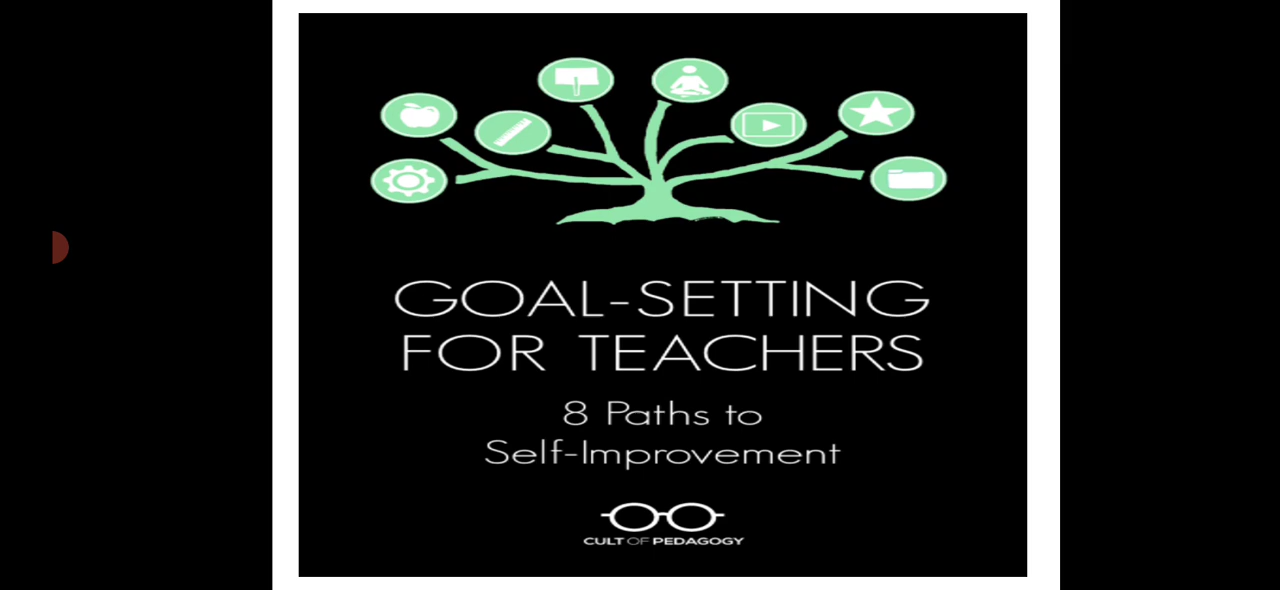 GOAL-SETTING
FOR TEACHERS
8 Paths to
Self-Improvement
CULT OF PEDAGOGY